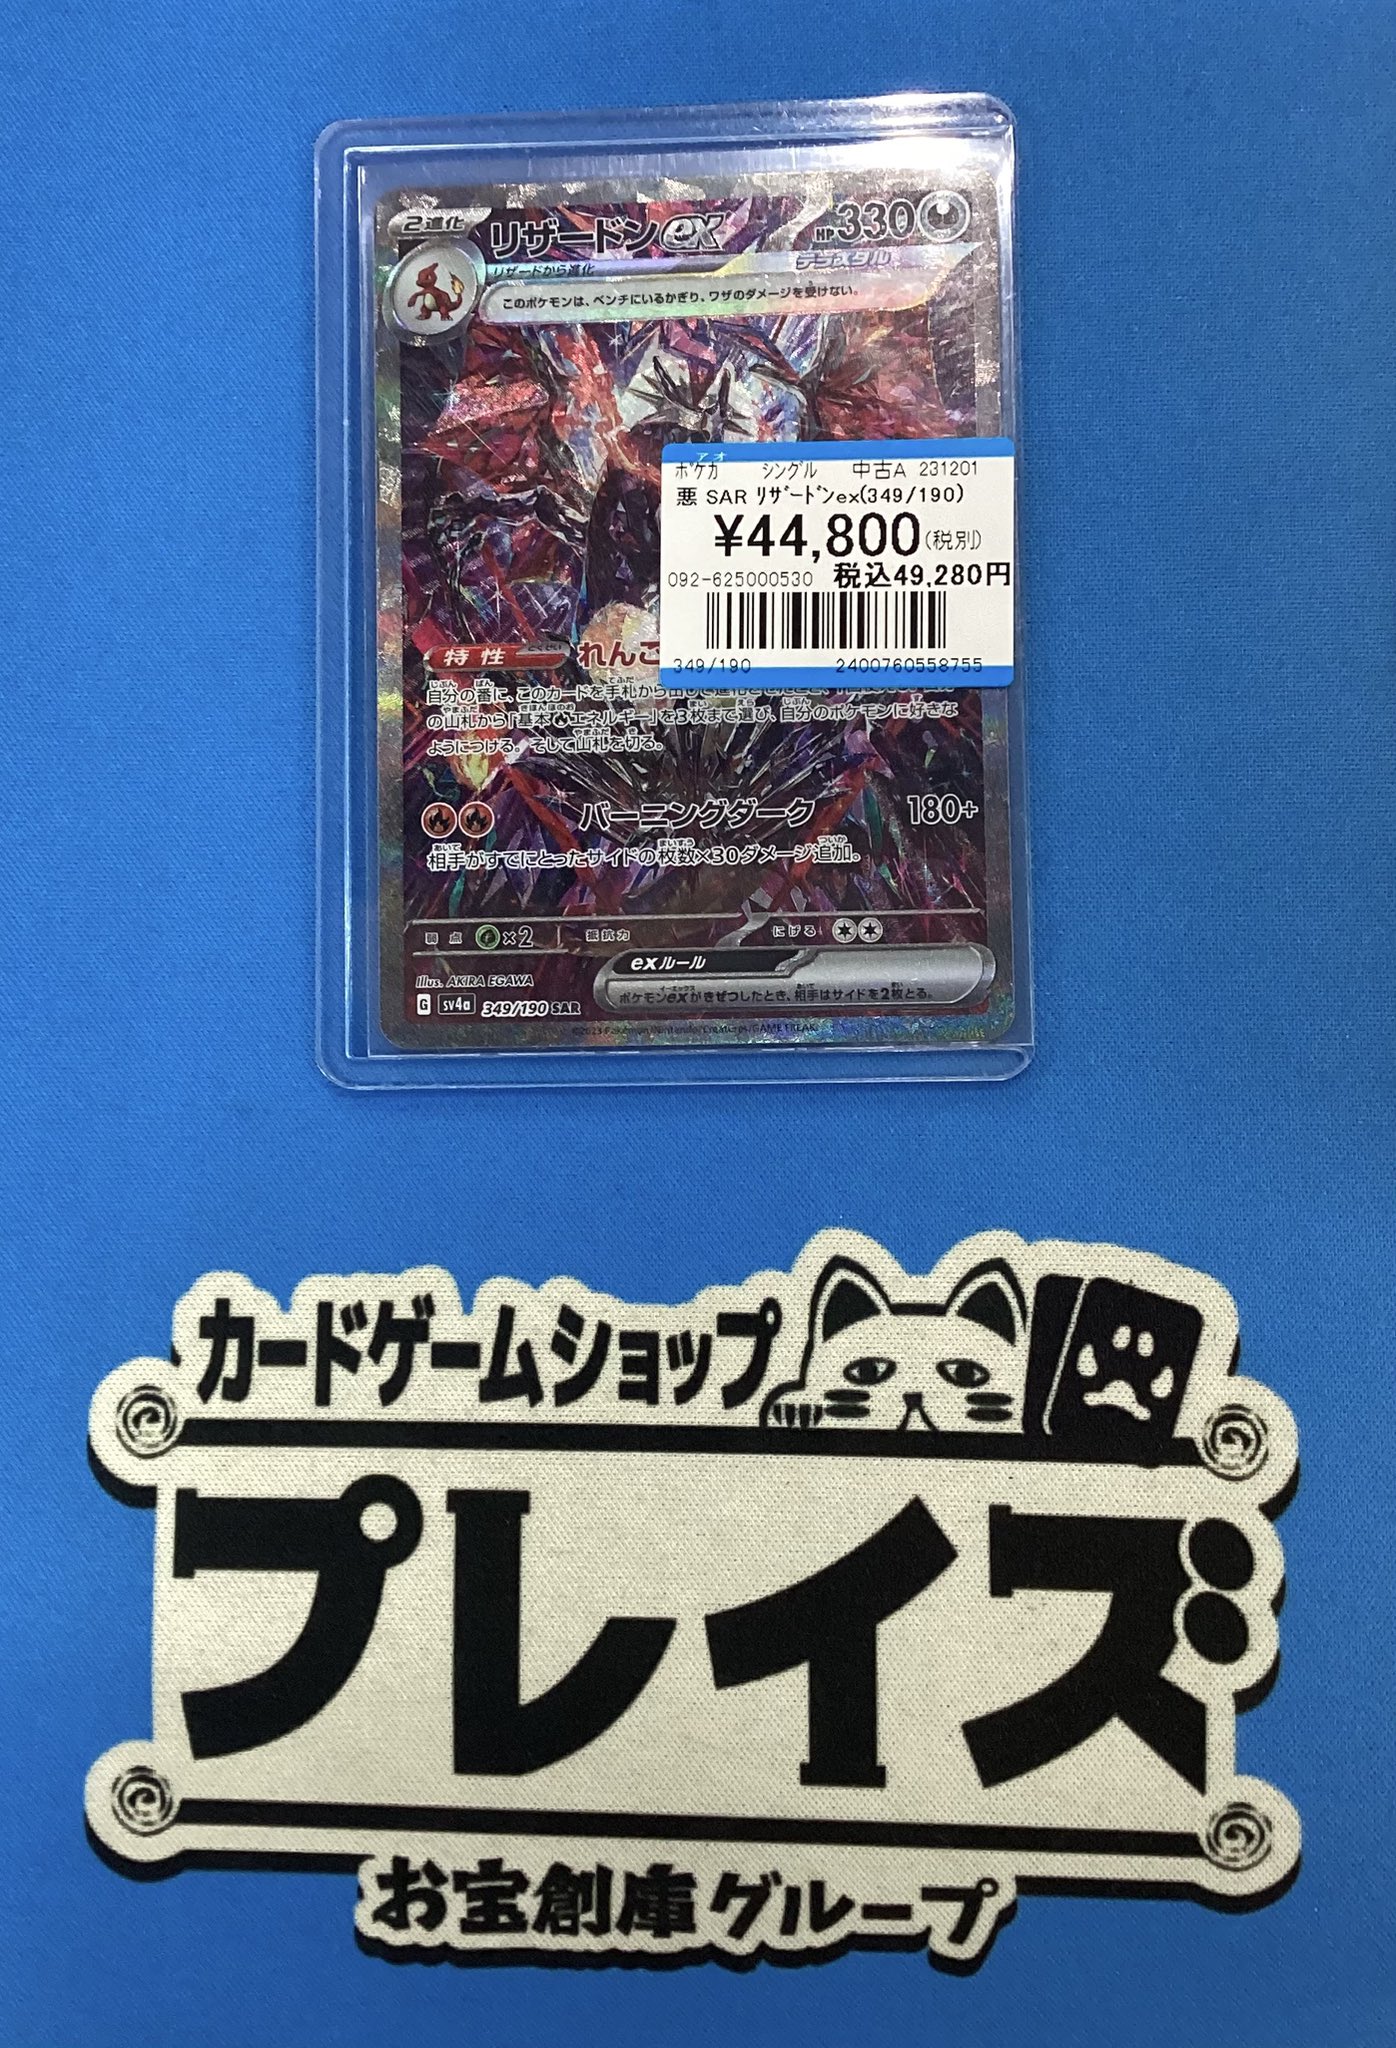 2進化 リザードンex HP330
リザードから進化 テラスタル
このポケモンは、ベンチにいるかぎり、ワザのダメージを受けない。
アオ
ポケカ シングル 中古A 231201
悪 SAR リザードンex(349/190)
¥44,800(税別)
092-625000530 税込49,280円
349/190 2400760558755
特性 れんご
自分の番に、このカードを手札から出して進化させたとき、
の山札から「基本エネルギー」を3枚まで選び、自分のポケモンに好きな
ようにつける。そして山札を切る。
バーニングダーク 180+
相手がすでにとったサイドの枚数×30ダメージ追加。
弱点 ×2 抵抗力 にげる
exルール
ポケモンexがきぜつしたとき、相手はサイドを2枚とる。
Illus. AKIRA EGAWA
G sv4a 349/190 SAR
©2023 Pokémon/Nintendo/Creatures/GAME FREAK.
カードゲームショップ
プレイズ
お宝創庫グループ